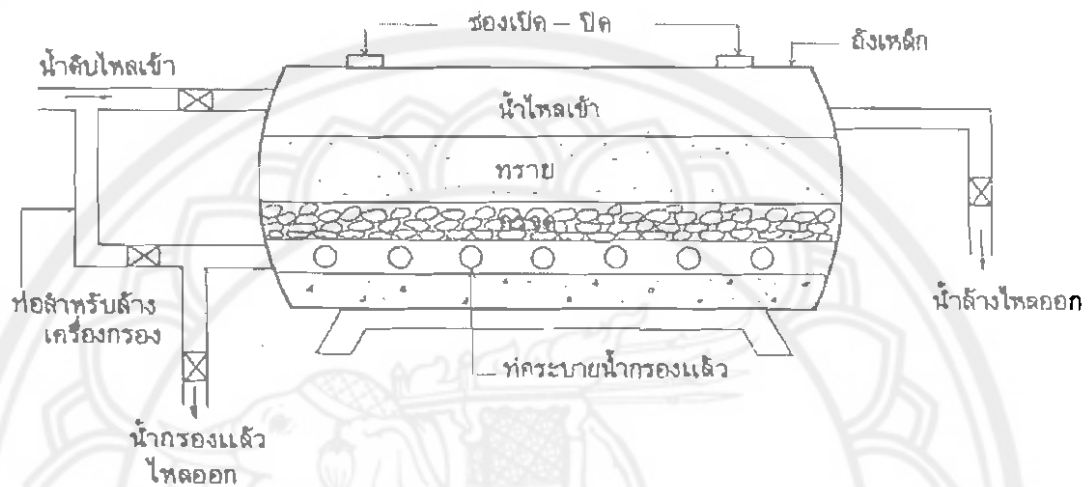 ช่องเปิด – ปิด
ถังเหล็ก
น้ำดิบไหลเข้า
น้ำไหลเข้า
ทราย
กรวด
ท่อสำหรับล้าง
เครื่องกรอง
น้ำล้างไหลออก
ท่อระบายน้ำกรองแล้ว
น้ำกรองแล้ว
ไหลออก